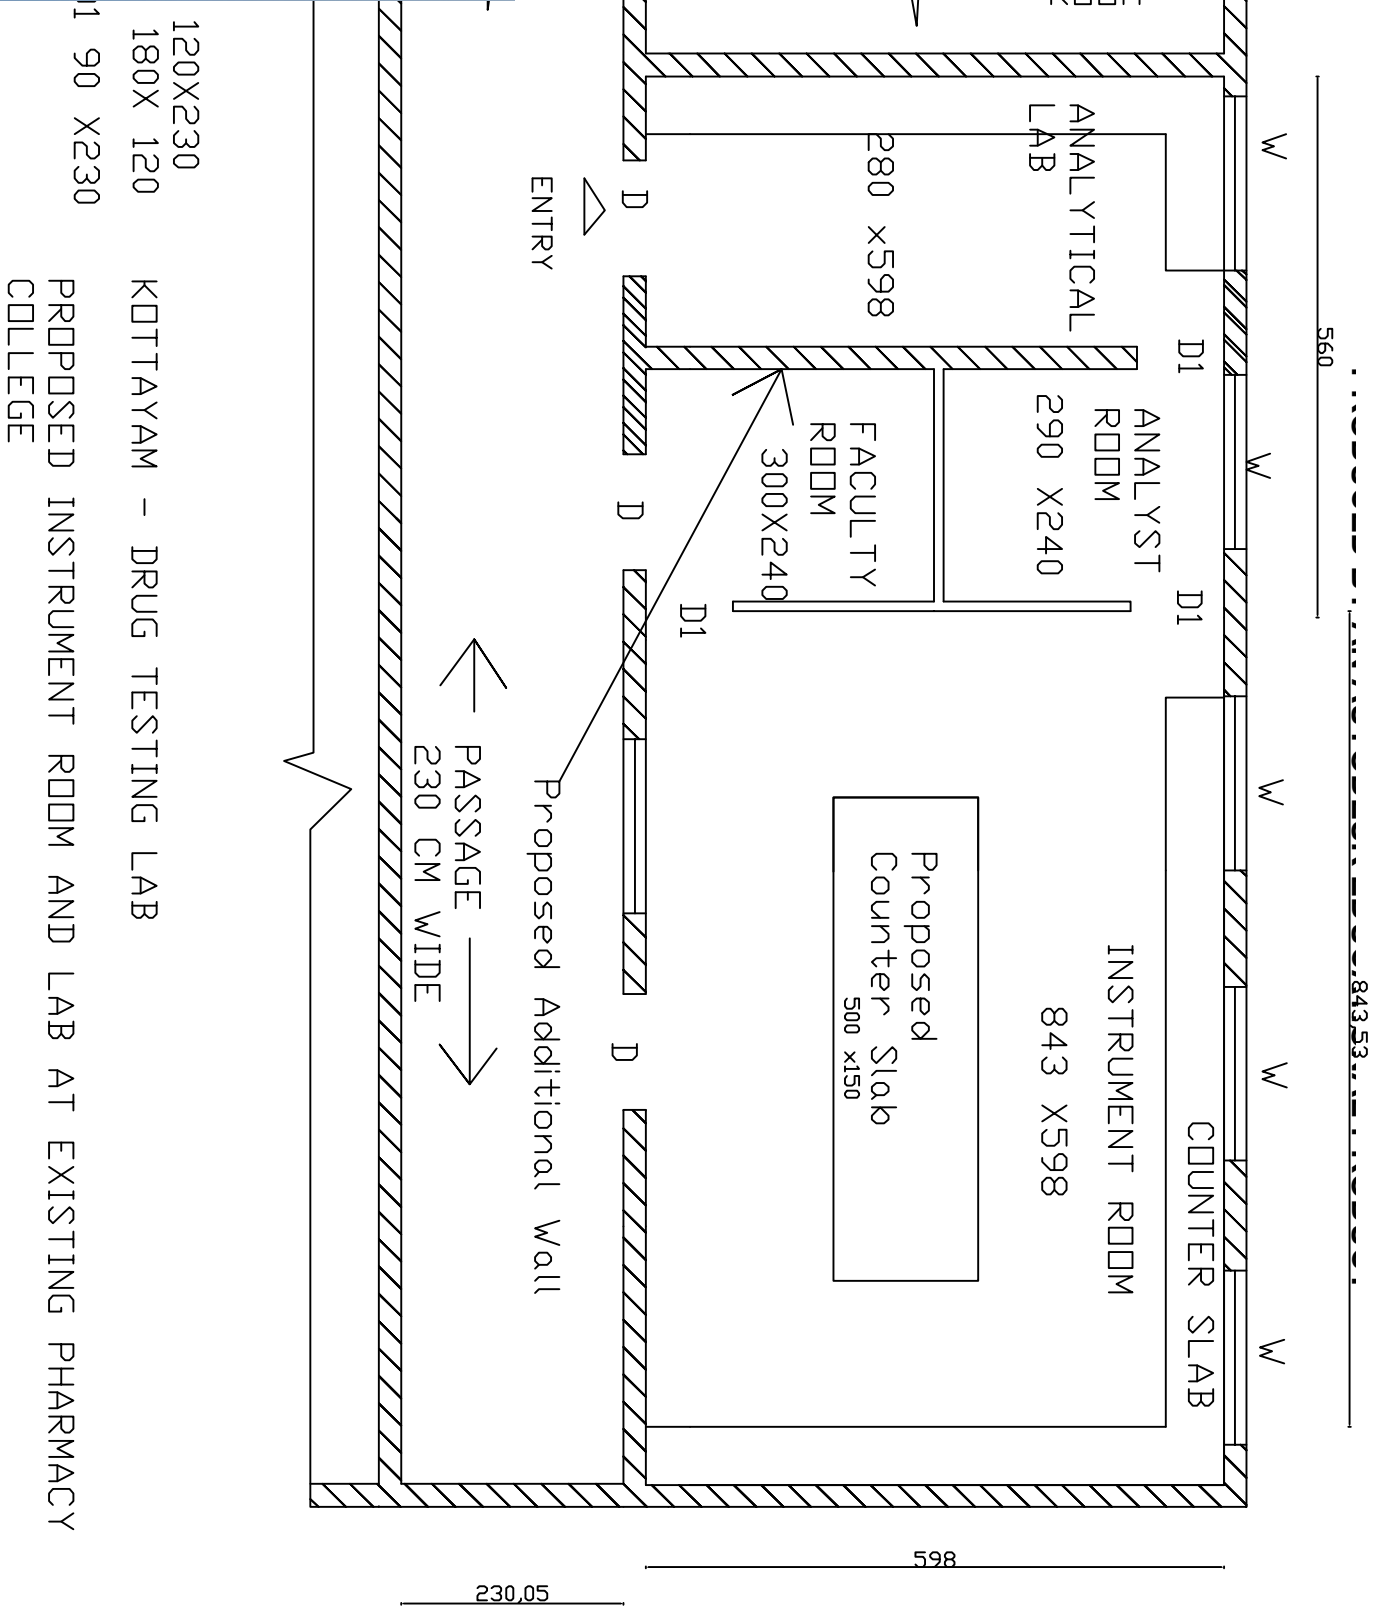 W
W
W
W
W
560
843,53
ANALYTICAL
LAB
280 x598
D1
ANALYST
ROOM
290 X240
D1
FACULTY
ROOM
300X240
D1
COUNTER SLAB
INSTRUMENT ROOM
843 X598
Proposed
Counter Slab
500 x150
D
D
D
ENTRY
Proposed Additional Wall
PASSAGE
230 CM WIDE
598
230,05
120X230
180X 120
90 X230
KOTTAYAM - DRUG TESTING LAB
PROPOSED INSTRUMENT ROOM AND LAB AT EXISTING PHARMACY
COLLEGE